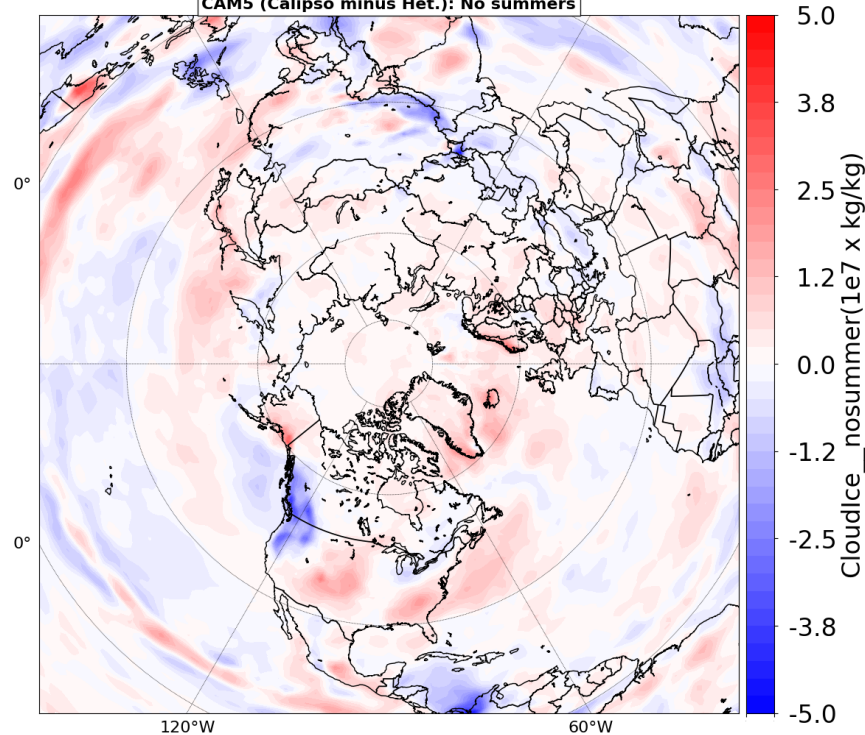 CAM5 (Calipso minus Het.): No summers
5.0
3.8
2.5
1.2
0.0
-1.2
-2.5
-3.8
-5.0
CloudIce__nosummer(1e7 x kg/kg)
0°
0°
120°W
60°W